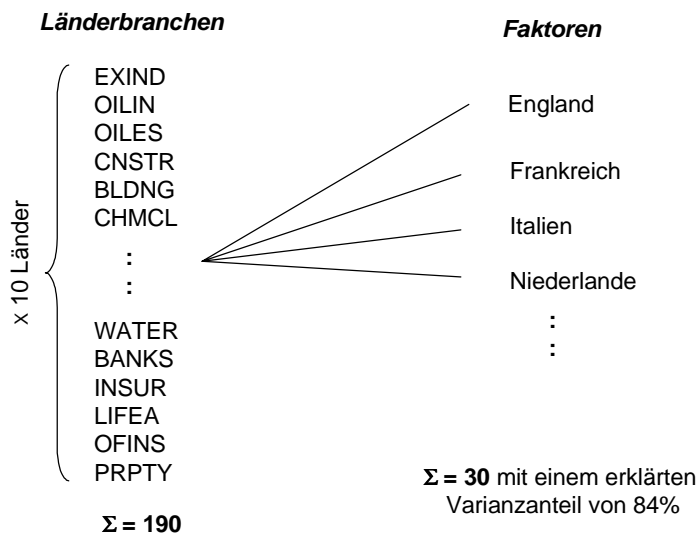 Länderbranchen
EXIND
OILIN
OILES
CNSTR
BLDNG
CHMCL
:
:
WATER
BANKS
INSUR
LIFEA
OFINS
PRPTY
x 10 Länder
Σ = 190
Faktoren
England
Frankreich
Italien
Niederlande
:
:
Σ = 30 mit einem erklärten
Varianzanteil von 84%